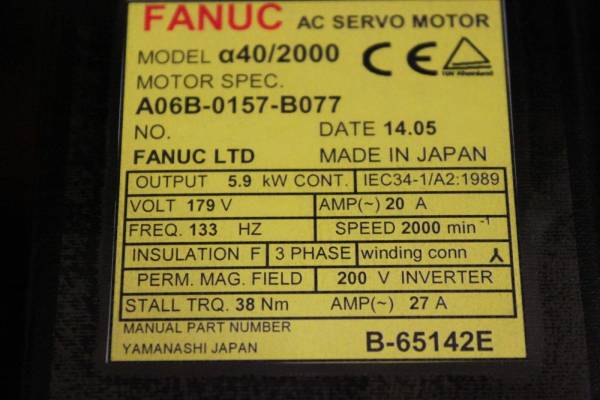 FANUC AC SERVO MOTOR
MODEL α40/2000 CE
MOTOR SPEC.
A06B-0157-B077
NO. DATE 14.05
FANUC LTD MADE IN JAPAN
OUTPUT 5.9 kW CONT. IEC34-1/A2:1989
VOLT 179 V AMP(~) 20 A
FREQ. 133 HZ SPEED 2000 min⁻¹
INSULATION F 3 PHASE winding conn
PERM. MAG. FIELD 200 V INVERTER
STALL TRQ. 38 Nm AMP(~) 27 A
MANUAL PART NUMBER
YAMANASHI JAPAN B-65142E